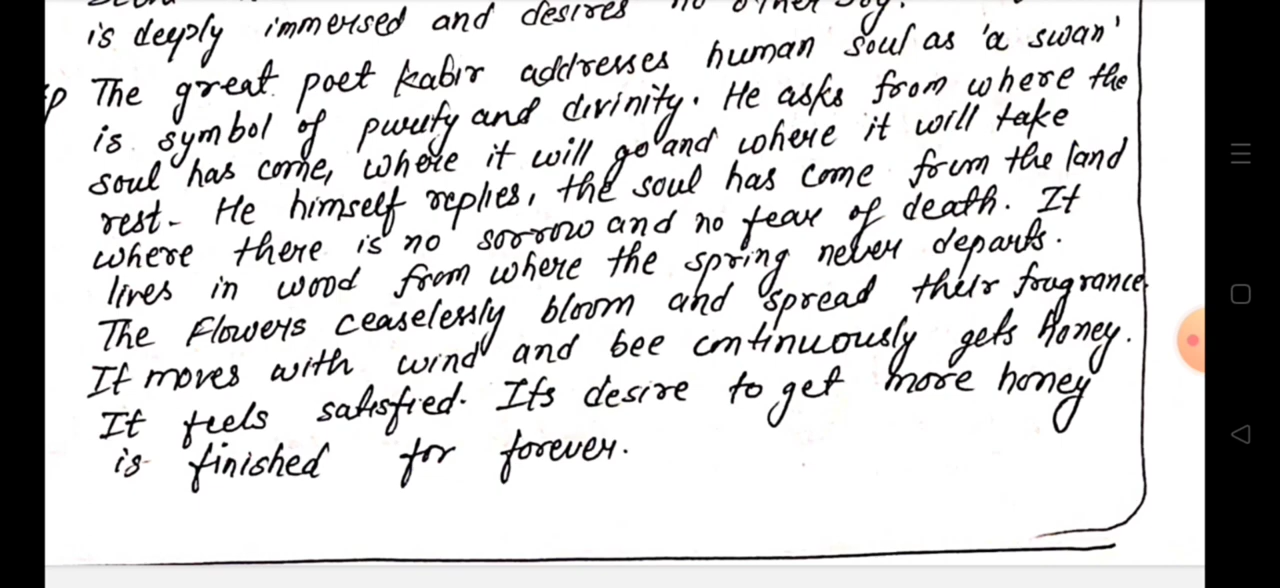 is deeply immersed and desires no other joy.
Exp The great poet Kabir addresses human soul as 'a swan'
is symbol of purity and divinity. He asks from where the
soul has come, where it will go and where it will take
rest. He himself replies, the soul has come from the land
where there is no sorrow and no fear of death. It
lives in wood from where the spring never departs.
The Flowers ceaselessly bloom and spread their fragrance.
It moves with wind and bee continuously gets honey.
It feels satisfied. Its desire to get more honey
is finished for forever.